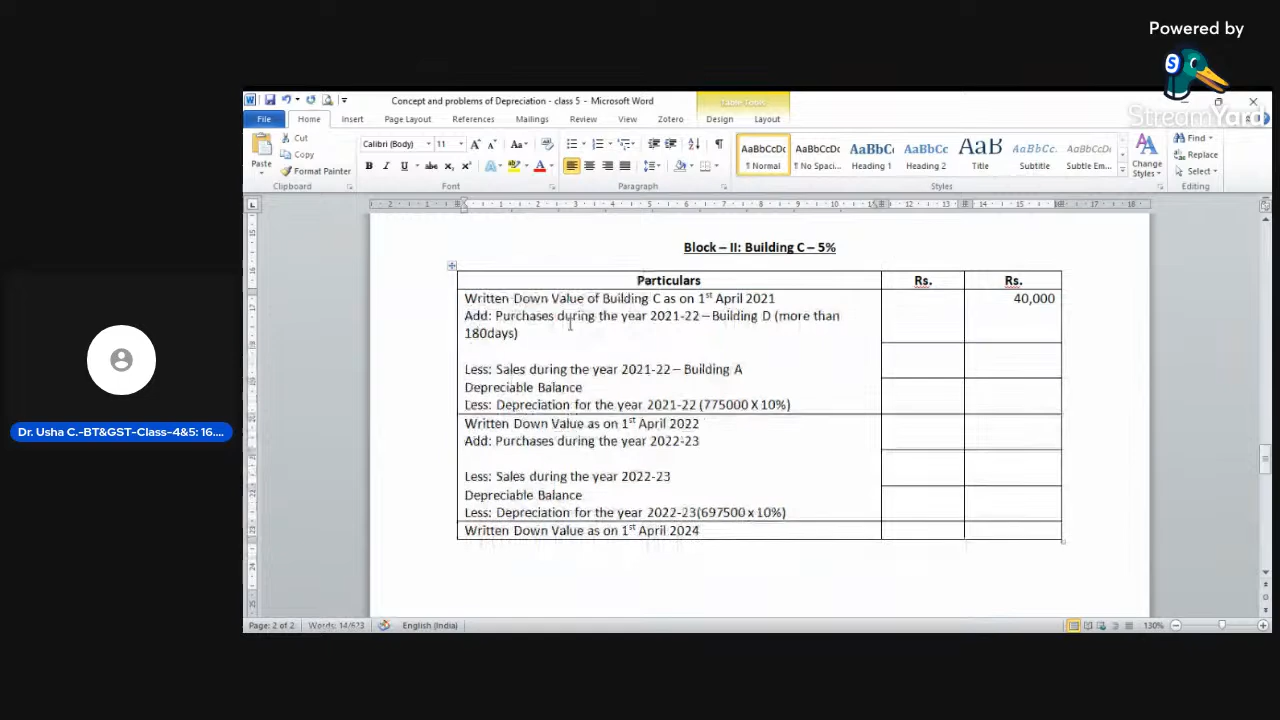 Powered by
S
StreamYard
Concept and problems of Depreciation - class 5 - Microsoft Word
Table Tools
File Home Insert Page Layout References Mailings Review View Zotero Design Layout
Paste
Cut
Copy
Format Painter
Clipboard
Calibri (Body) 11
Font
Paragraph
AaBbCcDc
¶ Normal
AaBbCcDc
¶ No Spaci...
AaBbCc
Heading 1
AaBbCc
Heading 2
AaB
Title
AaBbCc.
Subtitle
AaBbCcDc
Subtle Em...
Change
Styles
Styles
Find
Replace
Select
Editing
Block – II: Building C – 5%
Particulars Rs. Rs.
Written Down Value of Building C as on 1st April 2021 40,000
Add: Purchases during the year 2021-22 – Building D (more than
180days)
Less: Sales during the year 2021-22 – Building A
Depreciable Balance
Less: Depreciation for the year 2021-22 (775000 X 10%)
Written Down Value as on 1st April 2022
Add: Purchases during the year 2022-23
Less: Sales during the year 2022-23
Depreciable Balance
Less: Depreciation for the year 2022-23(697500 x 10%)
Written Down Value as on 1st April 2024
Dr. Usha C.-BT&GST-Class-4&5: 16....
Page: 2 of 2 Words: 14/623 English (India) 130%